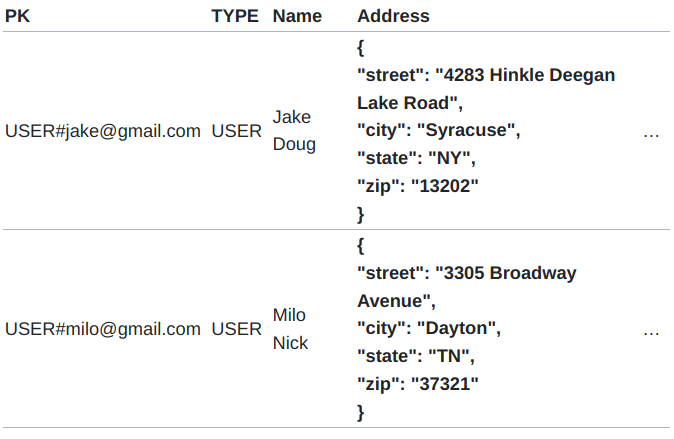 PK TYPE Name Address
{
"street": "4283 Hinkle Deegan
Lake Road",
USER#jake@gmail.com USER Jake Doug "city": "Syracuse", ...
"state": "NY",
"zip": "13202"
}
{
"street": "3305 Broadway
Avenue",
USER#milo@gmail.com USER Milo Nick "city": "Dayton", ...
"state": "TN",
"zip": "37321"
}